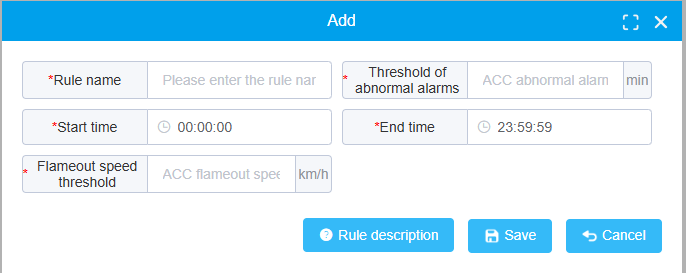 Add
*Rule name
Please enter the rule nar
* Threshold of
abnormal alarms
ACC abnormal alarm
min
*Start time
00:00:00
*End time
23:59:59
* Flameout speed
threshold
ACC flameout spee
km/h
Rule description
Save
Cancel